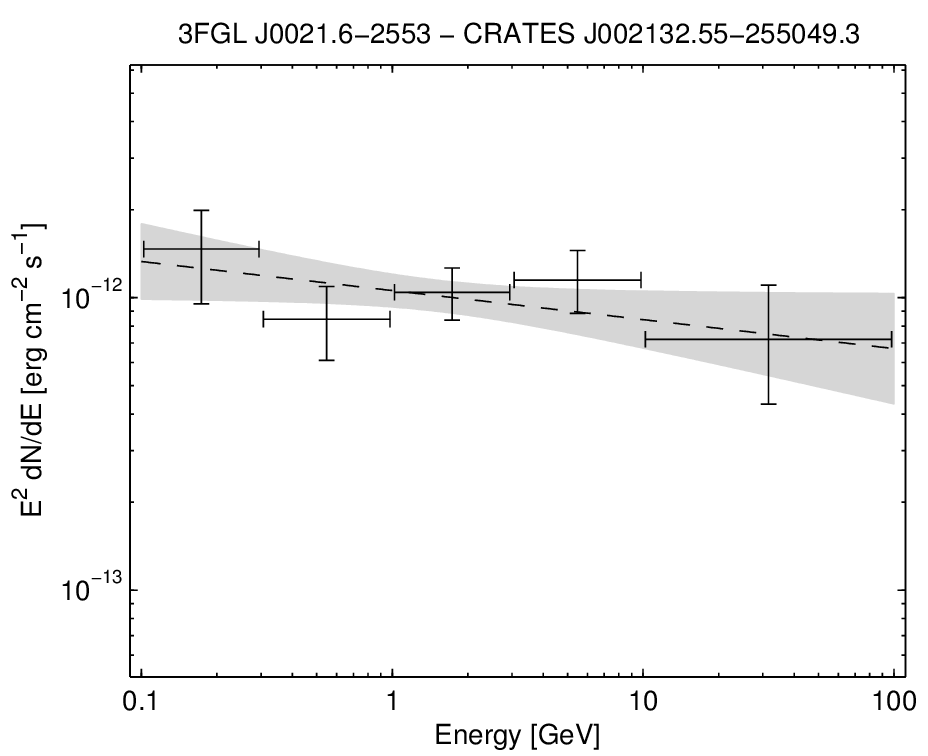 3FGL J0021.6−2553 − CRATES J002132.55−255049.3
E² dN/dE [erg cm⁻² s⁻¹]
10⁻¹²
10⁻¹³
0.1 1 10 100
Energy [GeV]